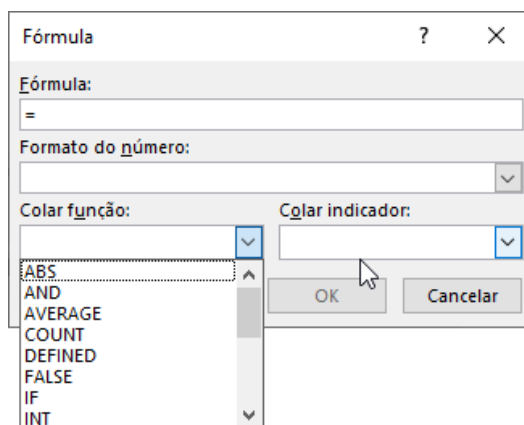 Fórmula ?
Fórmula:
=
Formato do número:
Colar função: Colar indicador:
ABS
AND
AVERAGE
COUNT
DEFINED
FALSE
IF
INT
OK Cancelar